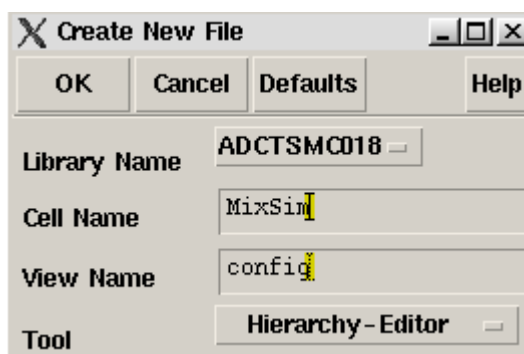 Create New File
OK Cancel Defaults Help
Library Name ADCTSMC018
Cell Name MixSim
View Name config
Tool Hierarchy-Editor